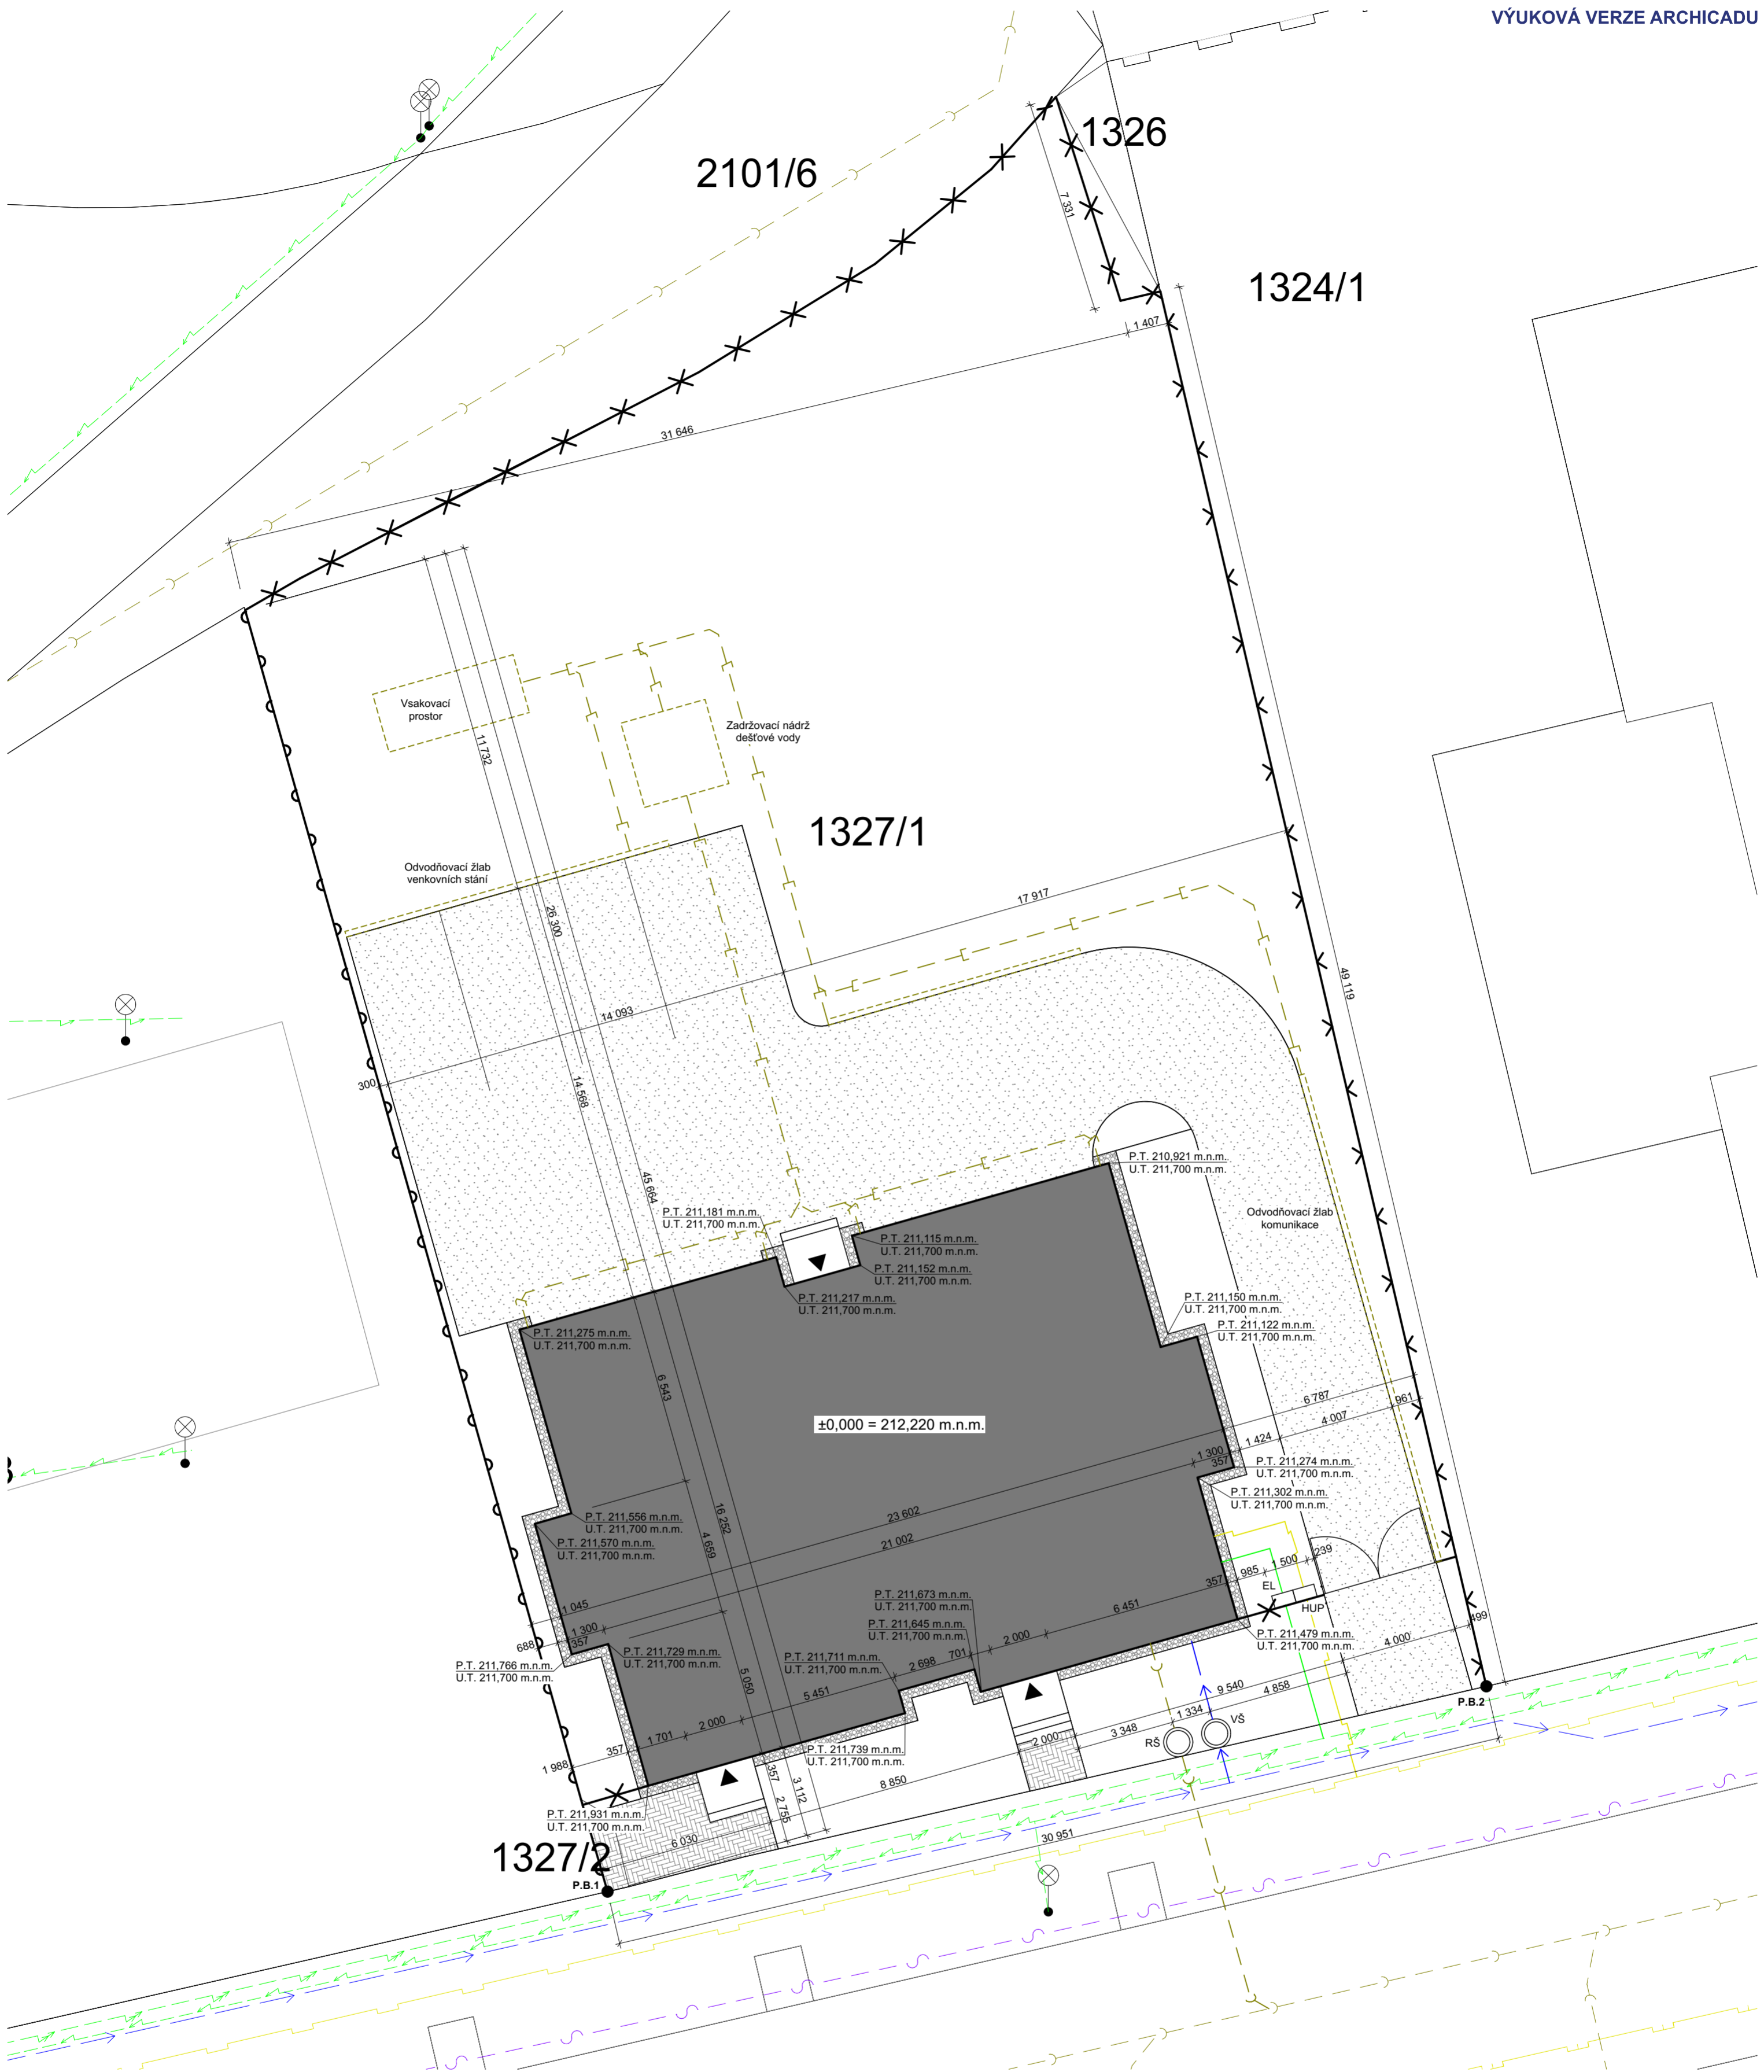 VÝUKOVÁ VERZE ARCHICADU
1326
2101/6
7 331
1324/1
1 407
31 646
Vsakovací
prostor
Zadržovací nádrž
dešťové vody
11 732
1327/1
Odvodňovací žlab
venkovních stání
26 300
17 917
49 119
14 093
300
14 568
P.T. 210,921 m.n.m.
U.T. 211,700 m.n.m.
45 664
P.T. 211,181 m.n.m.
U.T. 211,700 m.n.m.
Odvodňovací žlab
komunikace
P.T. 211,115 m.n.m.
U.T. 211,700 m.n.m.
P.T. 211,152 m.n.m.
U.T. 211,700 m.n.m.
P.T. 211,217 m.n.m.
U.T. 211,700 m.n.m.
P.T. 211,150 m.n.m.
U.T. 211,700 m.n.m.
P.T. 211,122 m.n.m.
U.T. 211,700 m.n.m.
P.T. 211,275 m.n.m.
U.T. 211,700 m.n.m.
6 543
6 787
961
±0,000 = 212,220 m.n.m.
4 007
1 424
1 300
357
P.T. 211,274 m.n.m.
U.T. 211,700 m.n.m.
P.T. 211,302 m.n.m.
U.T. 211,700 m.n.m.
23 602
16 252
P.T. 211,556 m.n.m.
U.T. 211,700 m.n.m.
P.T. 211,570 m.n.m.
U.T. 211,700 m.n.m.
21 002
4 659
239
1 500
985
357
EL
HUP
P.T. 211,673 m.n.m.
U.T. 211,700 m.n.m.
1 045
6 451
P.T. 211,645 m.n.m.
U.T. 211,700 m.n.m.
499
1 300
357
688
2 000
P.T. 211,479 m.n.m.
U.T. 211,700 m.n.m.
4 000
P.T. 211,729 m.n.m.
U.T. 211,700 m.n.m.
P.T. 211,711 m.n.m.
U.T. 211,700 m.n.m.
701
2 698
P.T. 211,766 m.n.m.
U.T. 211,700 m.n.m.
5 050
5 451
9 540
4 858
P.B.2
1 334
VŠ
2 000
1 701
357
3 348
2 000
RŠ
P.T. 211,739 m.n.m.
U.T. 211,700 m.n.m.
1 988
357
3 112
2 755
8 850
P.T. 211,931 m.n.m.
U.T. 211,700 m.n.m.
6 030
30 951
1327/2
P.B.1